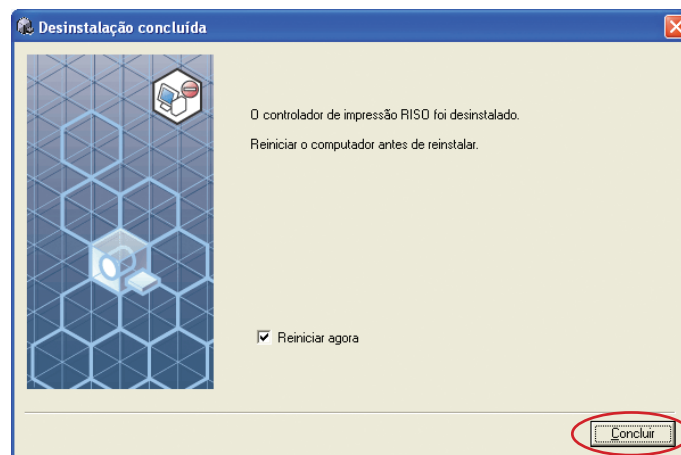 Desinstalação concluída
O controlador de impressão RISO foi desinstalado.
Reiniciar o computador antes de reinstalar.
Reiniciar agora
Concluir